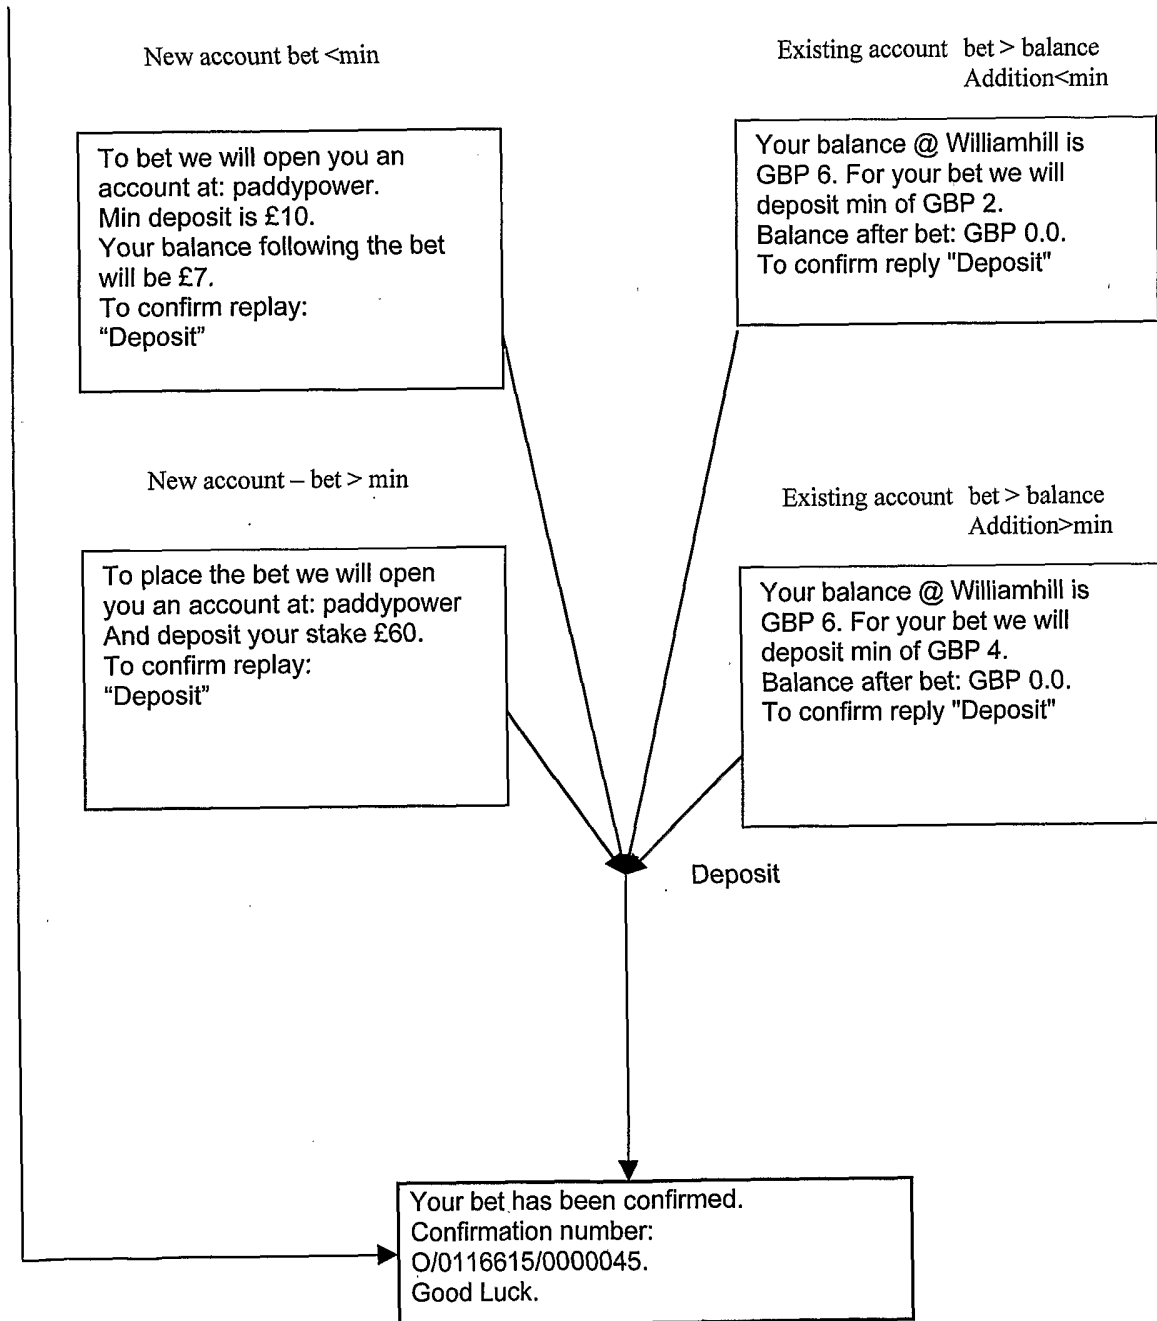 New account bet <min
To bet we will open you an
account at: paddypower.
Min deposit is £10.
Your balance following the bet
will be £7.
To confirm replay:
“Deposit”
Existing account bet > balance
Addition<min
Your balance @ Williamhill is
GBP 6. For your bet we will
deposit min of GBP 2.
Balance after bet: GBP 0.0.
To confirm reply "Deposit"
New account – bet > min
To place the bet we will open
you an account at: paddypower
And deposit your stake £60.
To confirm replay:
“Deposit”
Existing account bet > balance
Addition>min
Your balance @ Williamhill is
GBP 6. For your bet we will
deposit min of GBP 4.
Balance after bet: GBP 0.0.
To confirm reply "Deposit"
Deposit
Your bet has been confirmed.
Confirmation number:
O/0116615/0000045.
Good Luck.